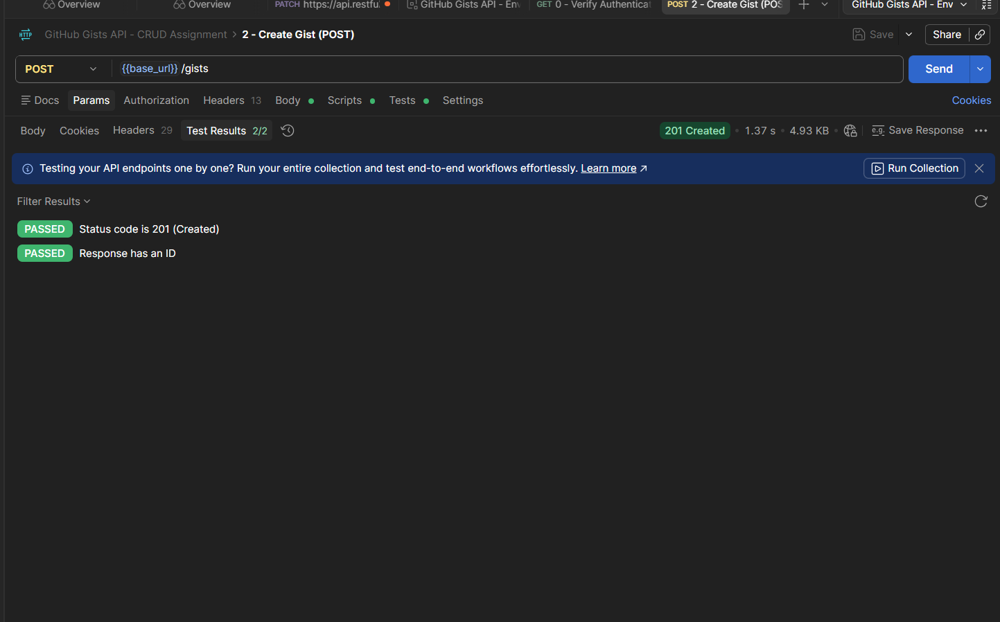 Overview
Overview
PATCH https://api.restfu.
GitHub Gists API - En
GET 0 - Verify Authenticat
POST 2 - Create Gist (POS
GitHub Gists API - Env
HTTP GitHub Gists API - CRUD Assignment > 2 - Create Gist (POST)
Save
Share
POST
{{base_url}} /gists
Send
Docs Params Authorization Headers 13 Body Scripts Tests Settings
Cookies
Body Cookies Headers 29 Test Results 2/2
201 Created • 1.37 s • 4.93 KB •
e.g. Save Response
Testing your API endpoints one by one? Run your entire collection and test end-to-end workflows effortlessly. Learn more
Run Collection
Filter Results
PASSED Status code is 201 (Created)
PASSED Response has an ID